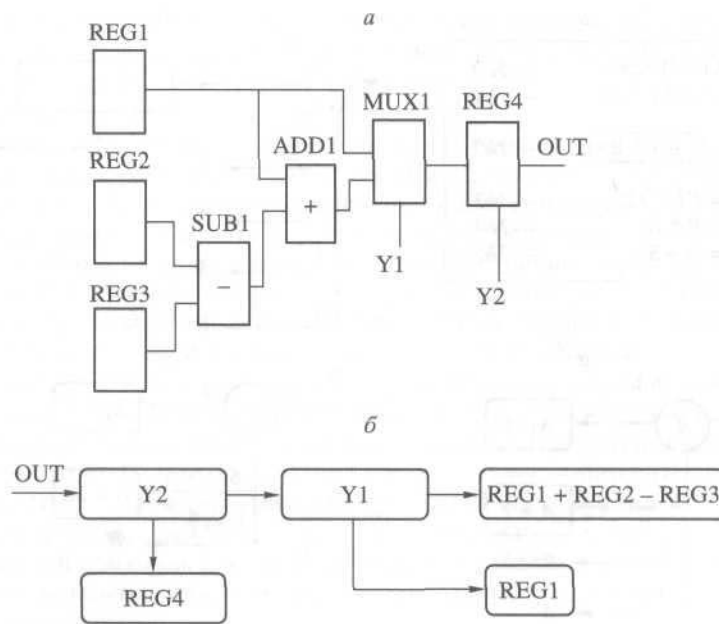 а
REG1
MUX1 REG4
OUT
ADD1
REG2
+
SUB1
Y1
–
Y2
REG3
б
OUT
Y2
Y1
REG1 + REG2 – REG3
REG4
REG1